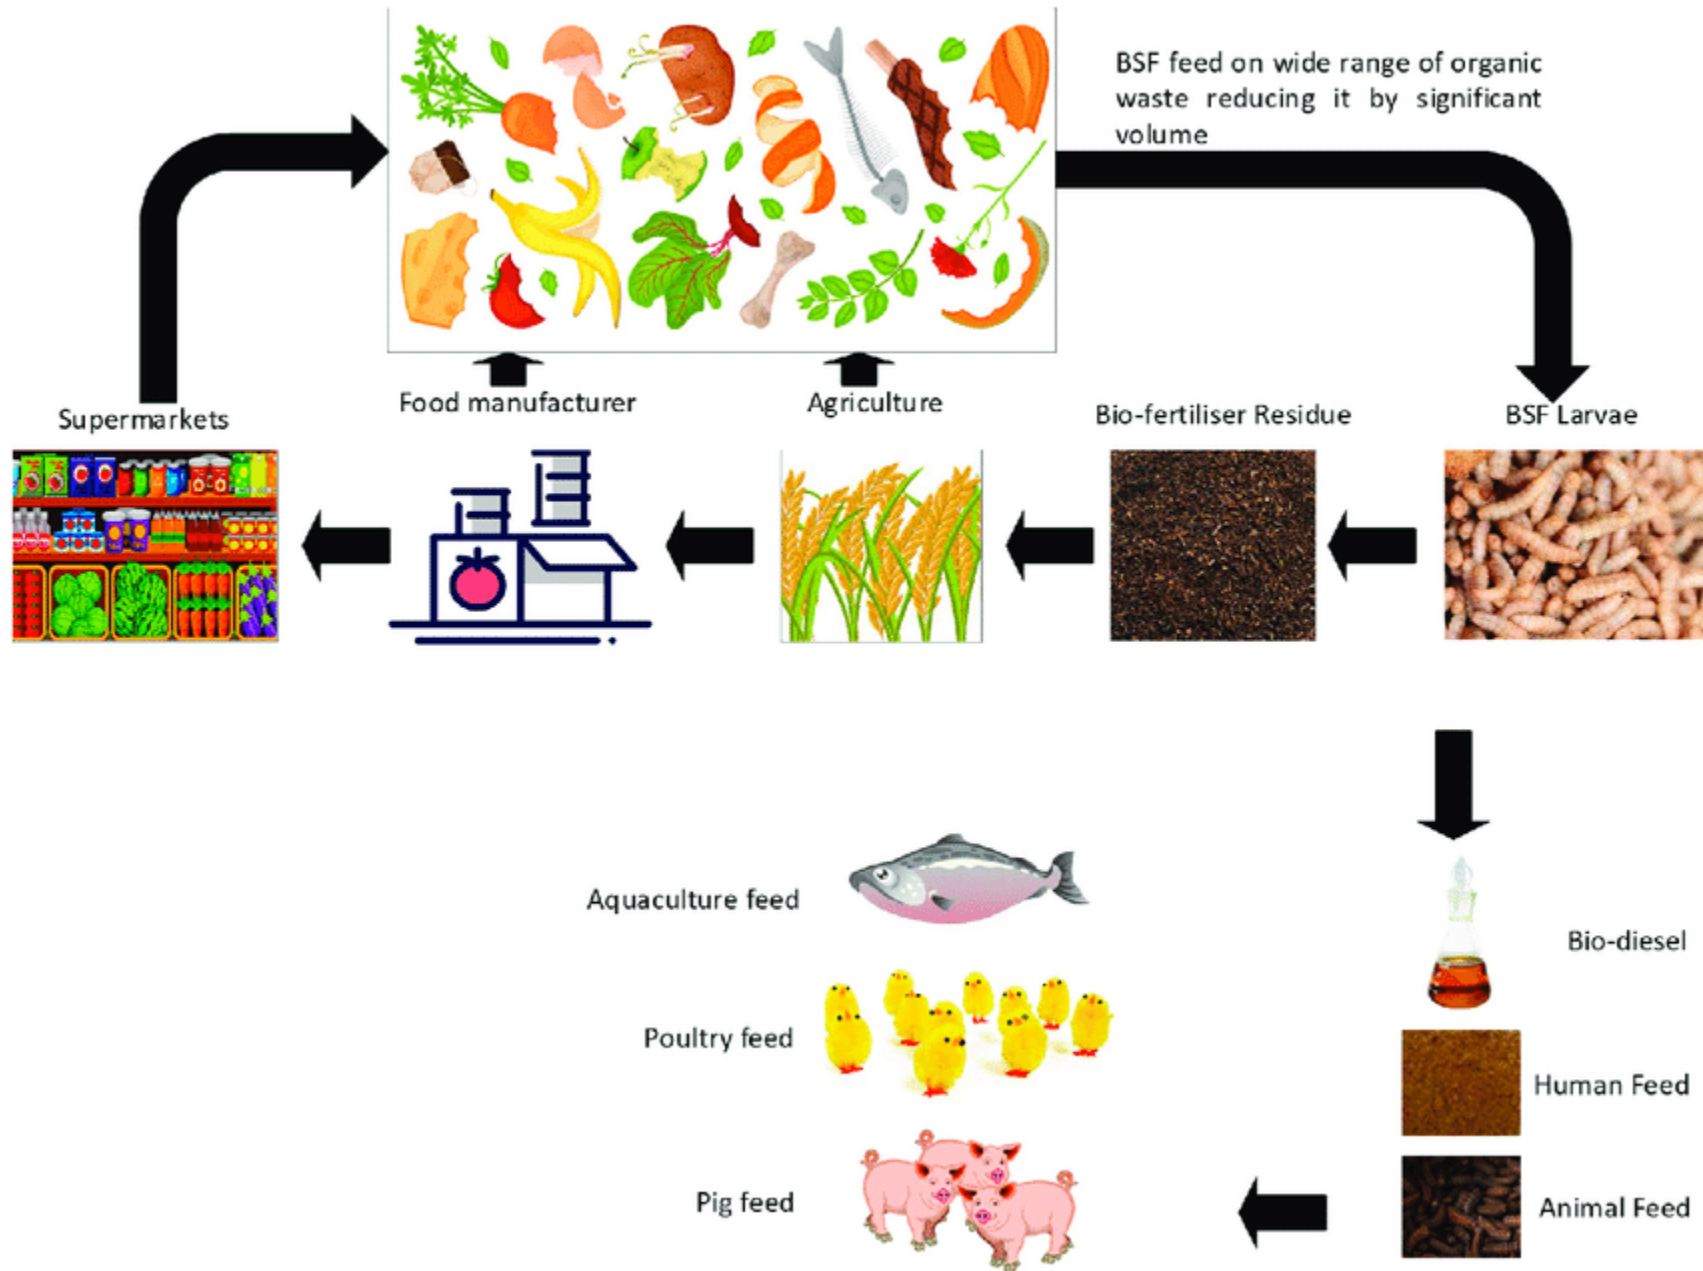 BSF feed on wide range of organic
waste reducing it by significant
volume
Supermarkets
Food manufacturer
Agriculture
Bio-fertiliser Residue
BSF Larvae
Aquaculture feed
Bio-diesel
Poultry feed
Human Feed
Pig feed
Animal Feed